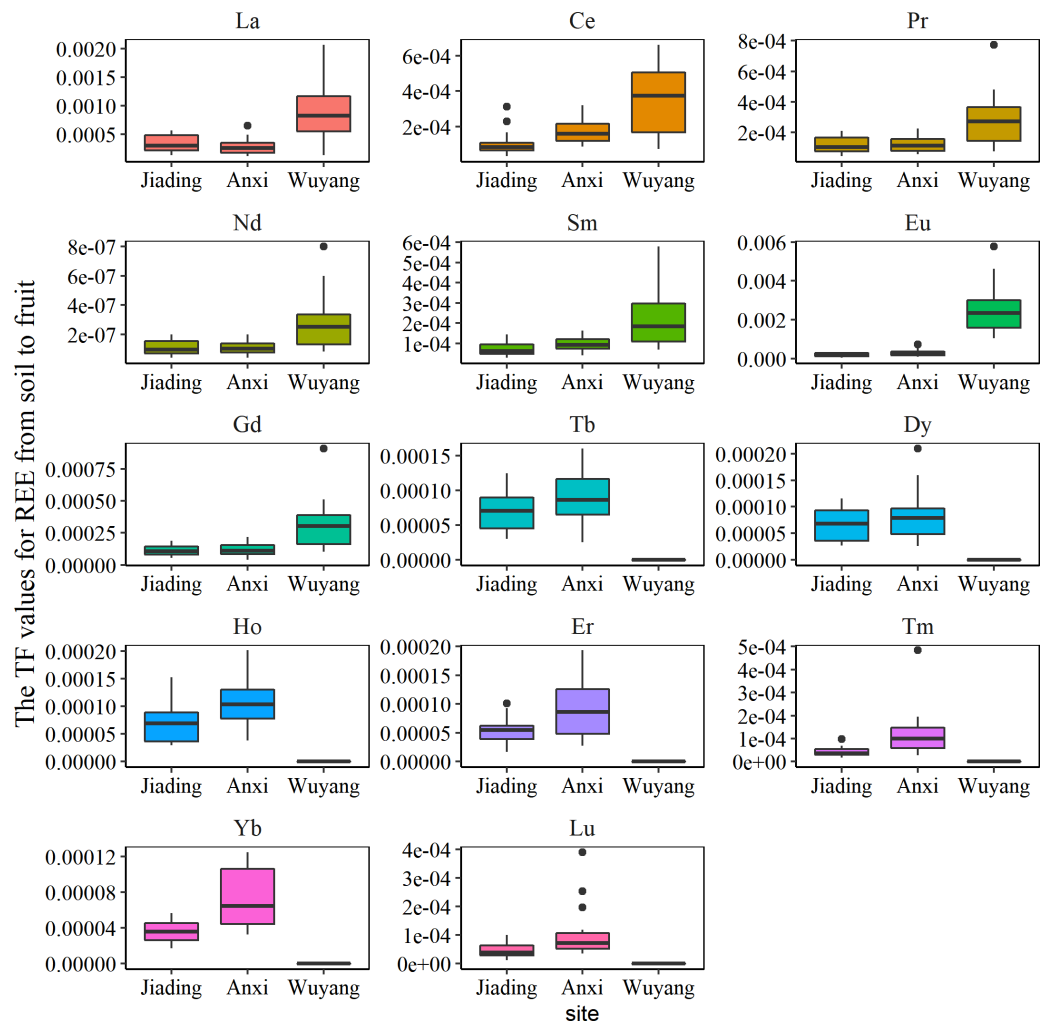 The TF values for REE from soil to fruit
La
0.0020
0.0015
0.0010
0.0005
Jiading Anxi Wuyang
Ce
6e-04
4e-04
2e-04
Jiading Anxi Wuyang
Pr
8e-04
6e-04
4e-04
2e-04
Jiading Anxi Wuyang
Nd
8e-07
6e-07
4e-07
2e-07
Jiading Anxi Wuyang
Sm
6e-04
5e-04
4e-04
3e-04
2e-04
1e-04
Jiading Anxi Wuyang
Eu
0.006
0.004
0.002
0.000
Jiading Anxi Wuyang
Gd
0.00075
0.00050
0.00025
0.00000
Jiading Anxi Wuyang
Tb
0.00015
0.00010
0.00005
0.00000
Jiading Anxi Wuyang
Dy
0.00020
0.00015
0.00010
0.00005
0.00000
Jiading Anxi Wuyang
Ho
0.00020
0.00015
0.00010
0.00005
0.00000
Jiading Anxi Wuyang
Er
0.00020
0.00015
0.00010
0.00005
0.00000
Jiading Anxi Wuyang
Tm
5e-04
4e-04
3e-04
2e-04
1e-04
0e+00
Jiading Anxi Wuyang
Yb
0.00012
0.00008
0.00004
0.00000
Jiading Anxi Wuyang
Lu
4e-04
3e-04
2e-04
1e-04
0e+00
Jiading Anxi Wuyang
site